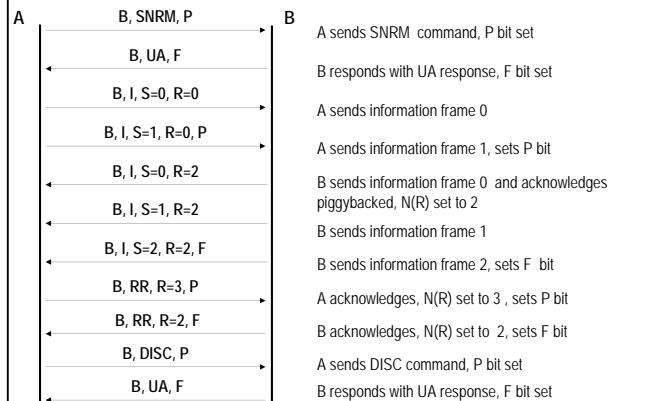 A
B
B, SNRM, P
A sends SNRM command, P bit set
B, UA, F
B responds with UA response, F bit set
B, I, S=0, R=0
A sends information frame 0
B, I, S=1, R=0, P
A sends information frame 1, sets P bit
B, I, S=0, R=2
B sends information frame 0 and acknowledges
piggybacked, N(R) set to 2
B, I, S=1, R=2
B sends information frame 1
B, I, S=2, R=2, F
B sends information frame 2, sets F bit
B, RR, R=3, P
A acknowledges, N(R) set to 3 , sets P bit
B, RR, R=2, F
B acknowledges, N(R) set to 2, sets F bit
B, DISC, P
A sends DISC command, P bit set
B, UA, F
B responds with UA response, F bit set